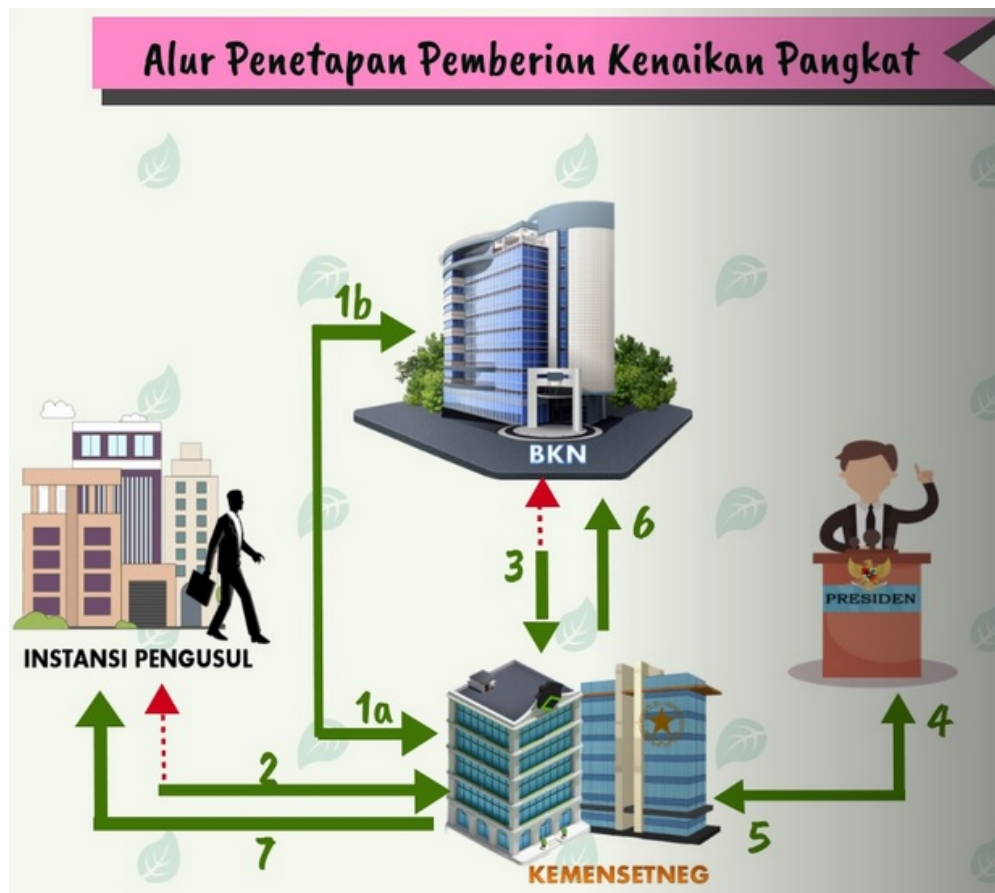 Alur Penetapan Pemberian Kenaikan Pangkat
1b
BKN
6
3
PRESIDEN
INSTANSI PENGUSUL
1a
4
2
5
7
KEMENSETNEG